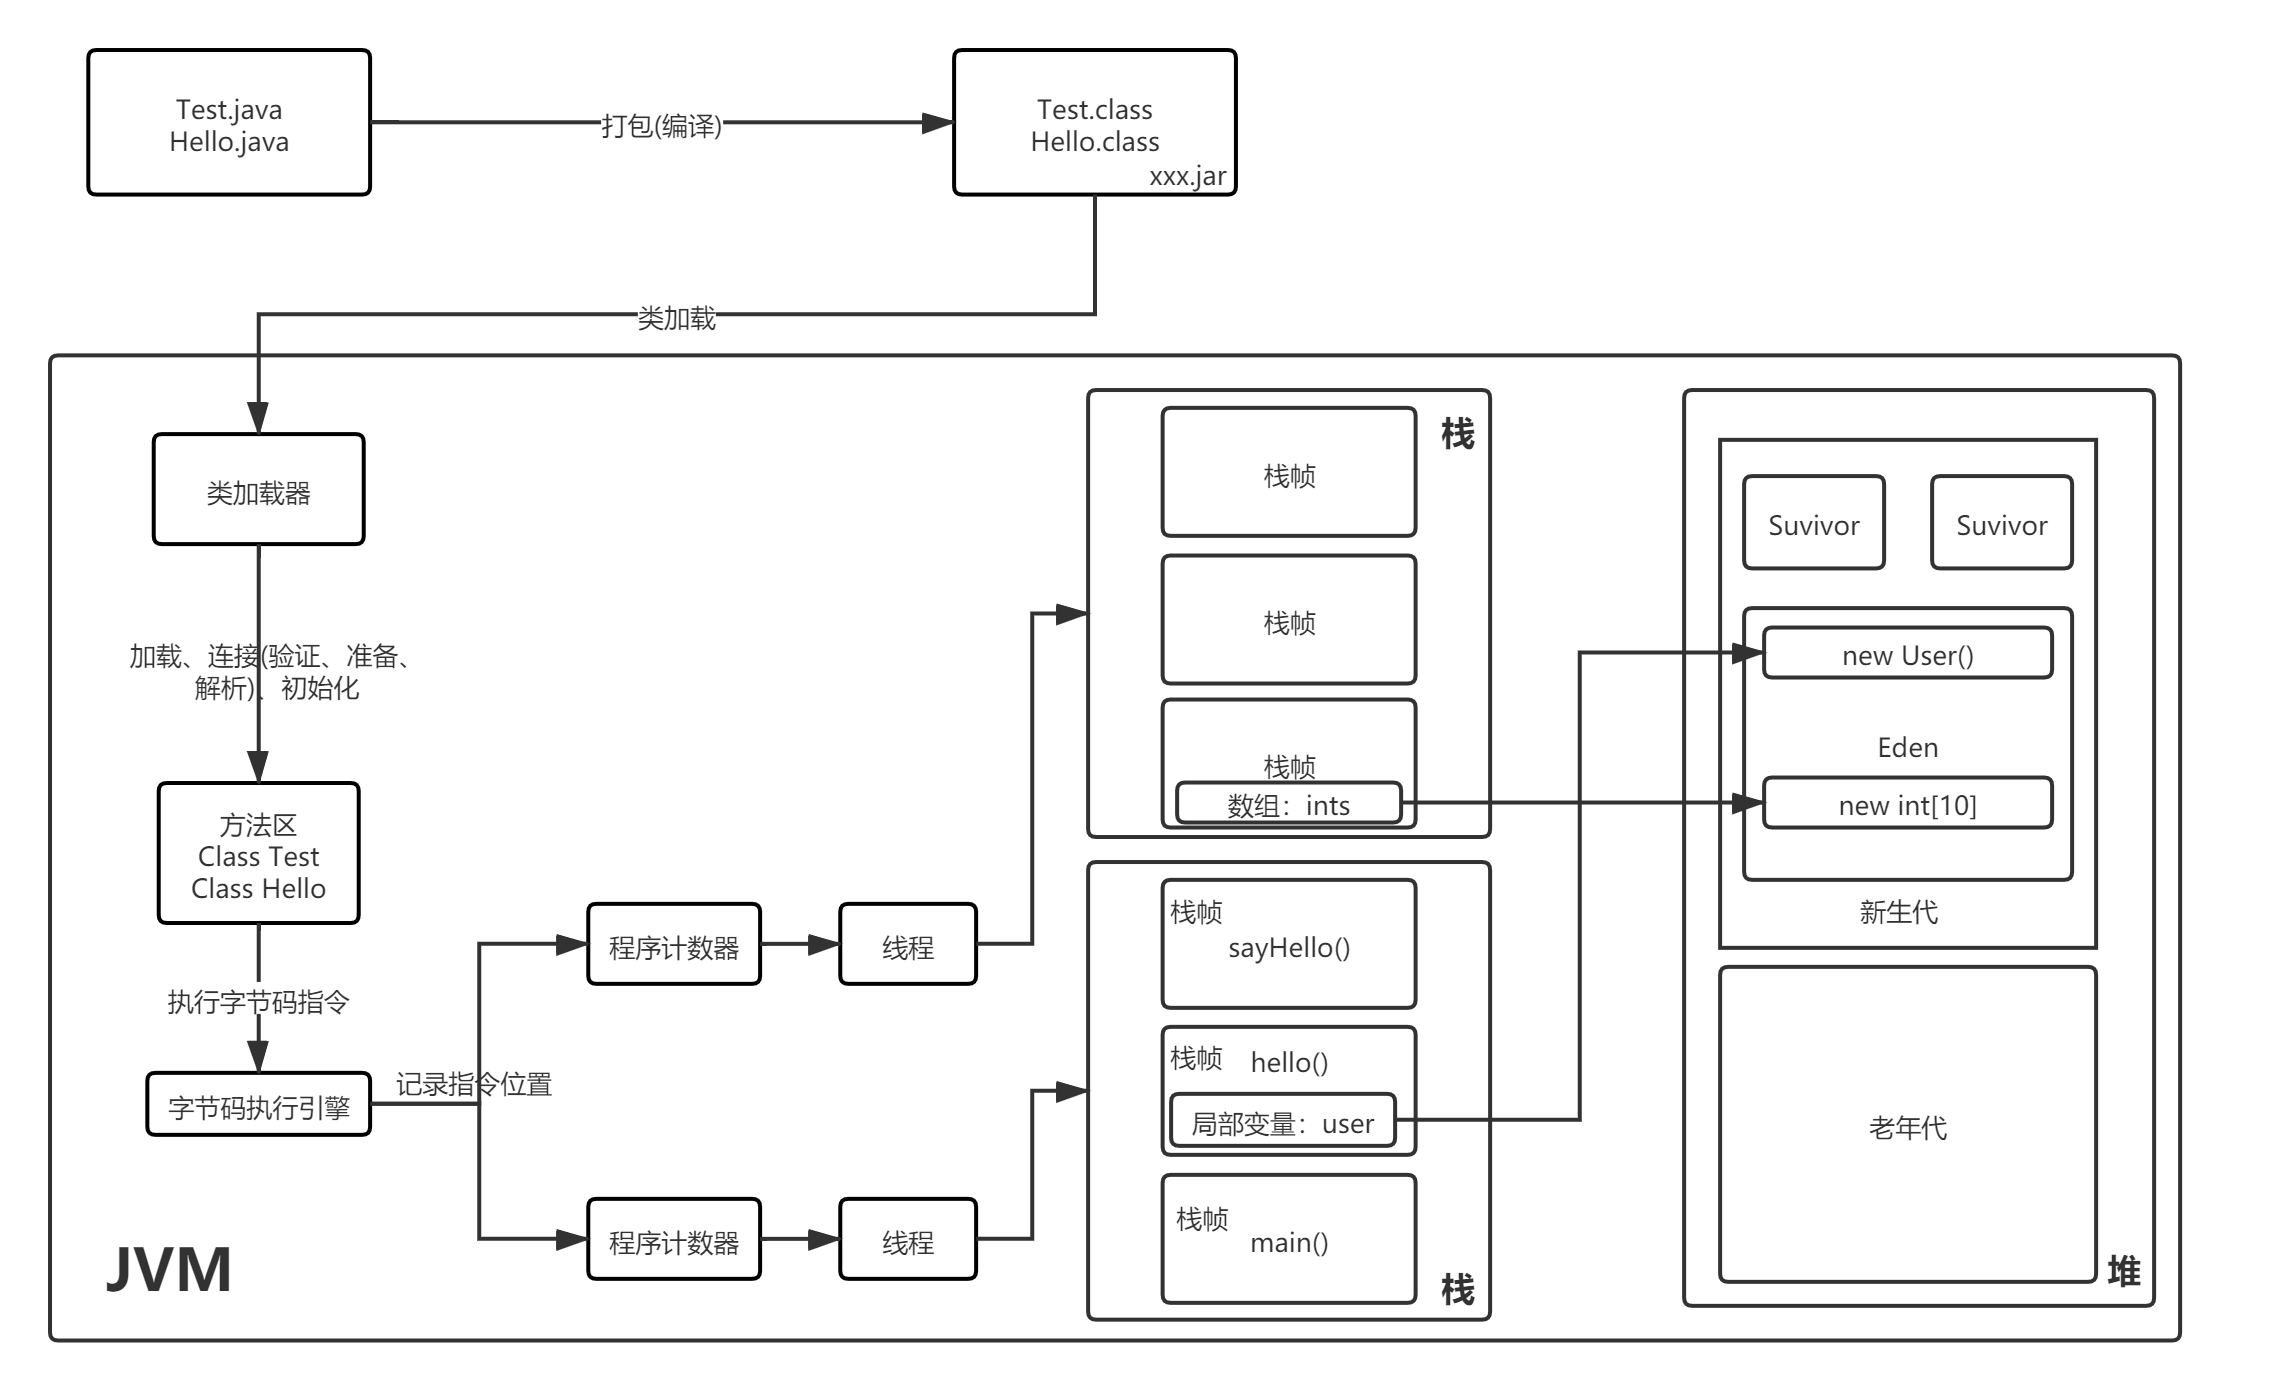 Test.java
Hello.java
打包(编译)
Test.class
Hello.class
xxx.jar
类加载
类加载器
加载、连接(验证、准备、
解析)、初始化
方法区
Class Test
Class Hello
执行字节码指令
字节码执行引擎
记录指令位置
程序计数器
线程
程序计数器
线程
JVM
栈
栈帧
栈帧
栈帧
数组：ints
栈帧
sayHello()
栈帧
hello()
局部变量：user
栈帧
main()
栈
Suvivor
Suvivor
new User()
Eden
new int[10]
新生代
老年代
堆